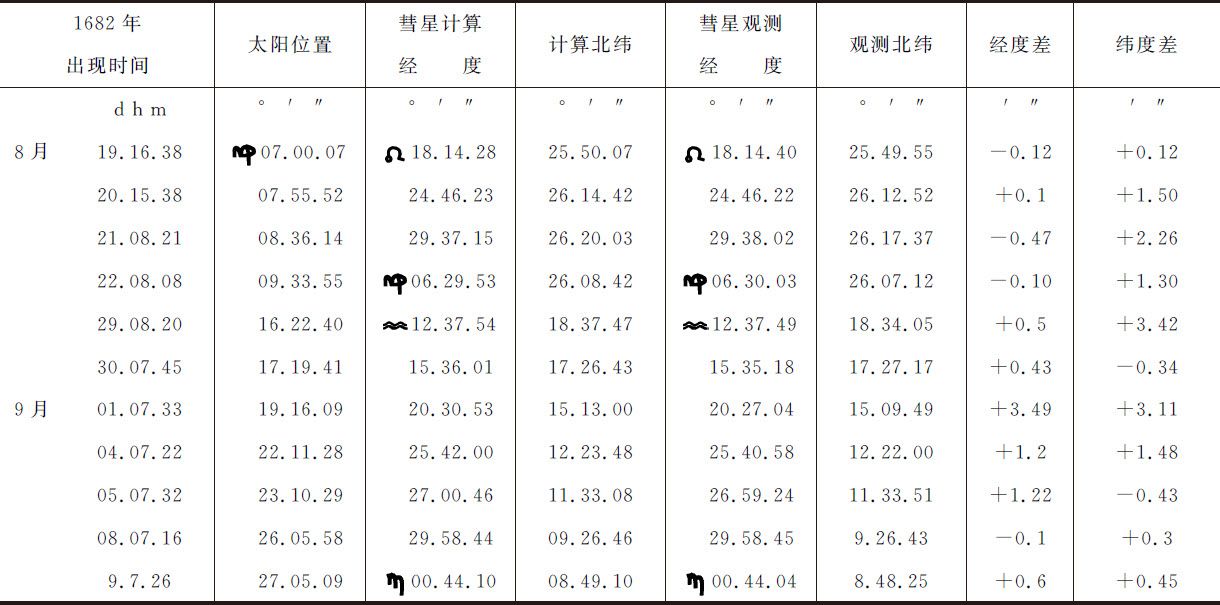 1682 年 太阳位置 彗星计算 计算北纬 彗星观测 观测北纬 经度差 纬度差
出现时间 经 度 经 度
d h m ° ′ ″ ° ′ ″ ° ′ ″ ° ′ ″ ° ′ ″ ′ ″ ′ ″
8 月 19.16.38 ♍ 07.00.07 ♌ 18.14.28 25.50.07 ♌ 18.14.40 25.49.55 −0.12 +0.12
20.15.38 07.55.52 24.46.23 26.14.42 24.46.22 26.12.52 +0.1 +1.50
21.08.21 08.36.14 29.37.15 26.20.03 29.38.02 26.17.37 −0.47 +2.26
22.08.08 09.33.55 ♍ 06.29.53 26.08.42 ♍ 06.30.03 26.07.12 −0.10 +1.30
29.08.20 16.22.40 ♒ 12.37.54 18.37.47 ♒ 12.37.49 18.34.05 +0.5 +3.42
30.07.45 17.19.41 15.36.01 17.26.43 15.35.18 17.27.17 +0.43 −0.34
9 月 01.07.33 19.16.09 20.30.53 15.13.00 20.27.04 15.09.49 +3.49 +3.11
04.07.22 22.11.28 25.42.00 12.23.48 25.40.58 12.22.00 +1.2 +1.48
05.07.32 23.10.29 27.00.46 11.33.08 26.59.24 11.33.51 +1.22 −0.43
08.07.16 26.05.58 29.58.44 09.26.46 29.58.45 9.26.43 −0.1 +0.3
9.7.26 27.05.09 ♏ 00.44.10 08.49.10 ♏ 00.44.04 8.48.25 +0.6 +0.45